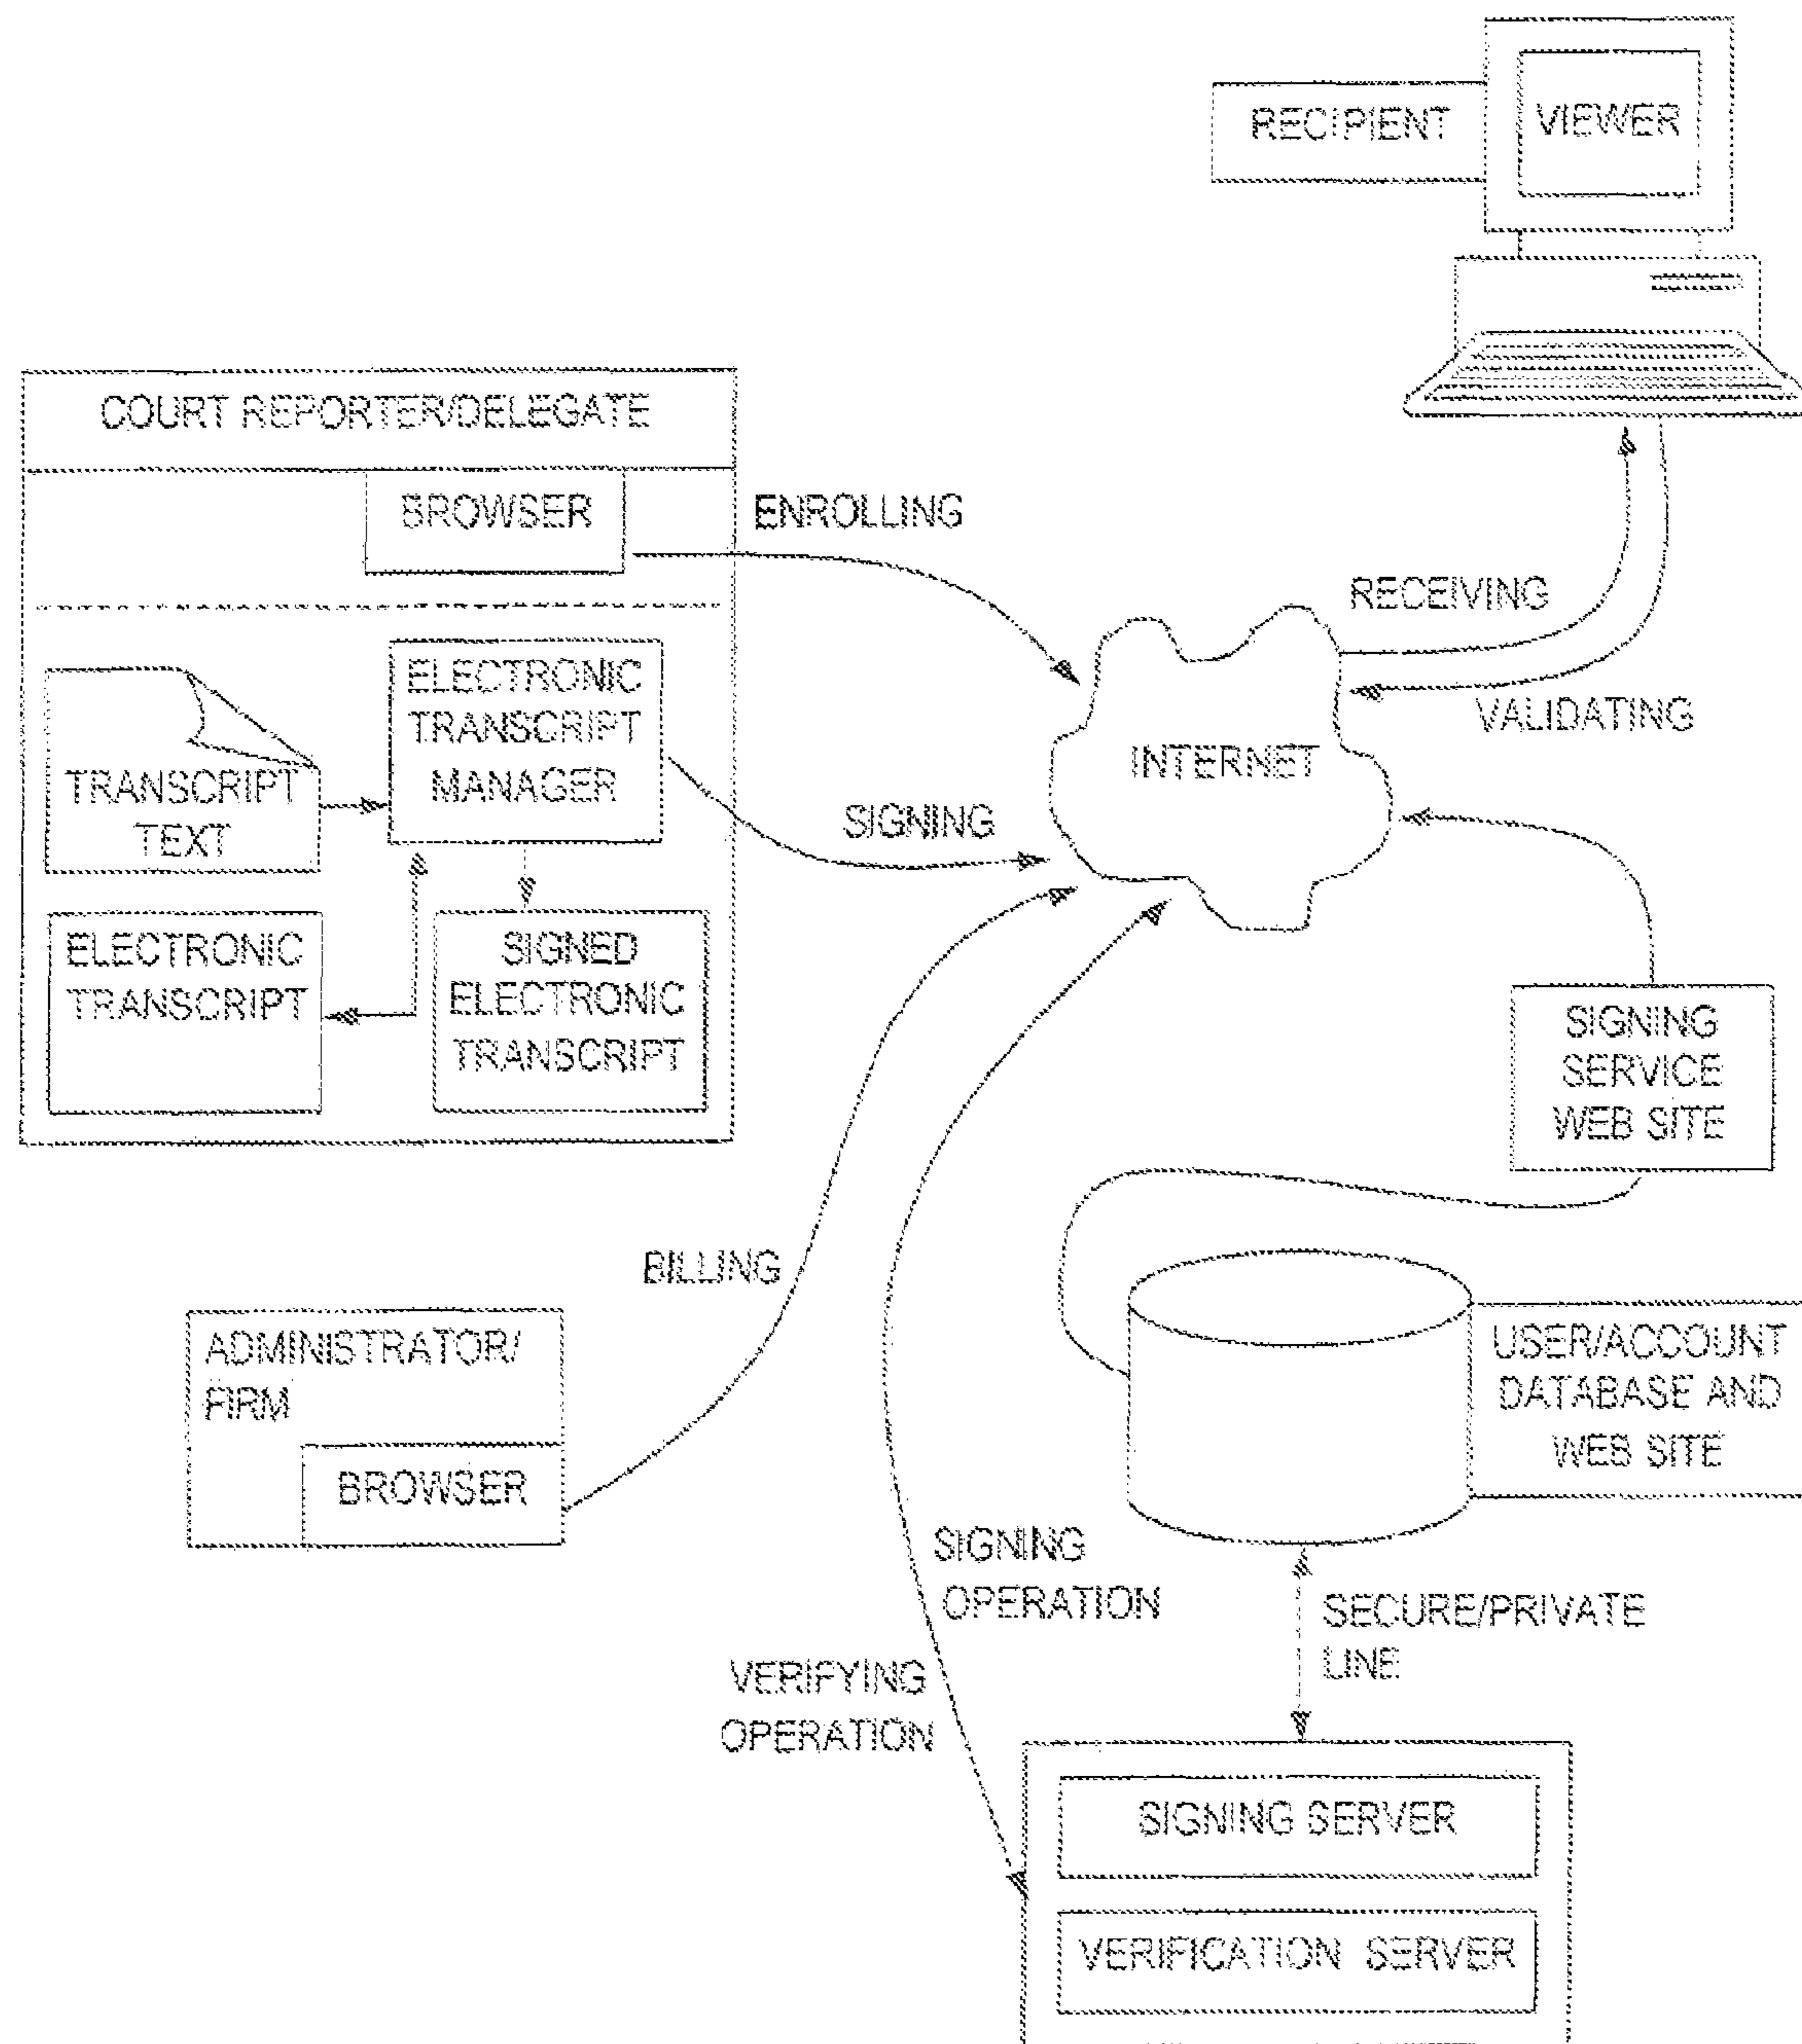 RECIPIENT
VIEWER
COURT REPORTER/DELEGATE
BROWSER
ENROLLING
RECEIVING
VALIDATING
INTERNET
ELECTRONIC
TRANSCRIPT
MANAGER
TRANSCRIPT
TEXT
SIGNING
ELECTRONIC
TRANSCRIPT
SIGNED
ELECTRONIC
TRANSCRIPT
SIGNING
SERVICE
WEB SITE
BILLING
ADMINISTRATOR/
FIRM
BROWSER
USER/ACCOUNT
DATABASE AND
WEB SITE
SIGNING
OPERATION
SECURE/PRIVATE
LINE
VERIFYING
OPERATION
SIGNING SERVER
VERIFICATION SERVER